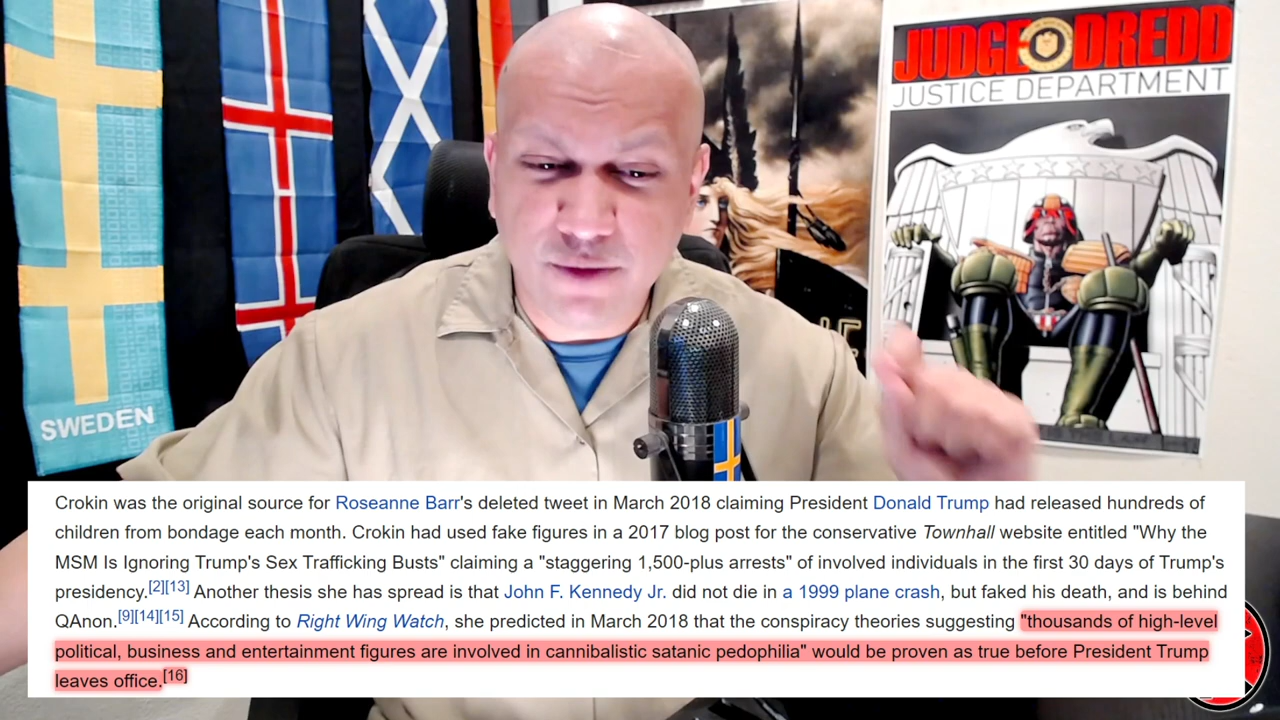 SWEDEN
JUDGE DREDD
JUSTICE DEPARTMENT
Crokin was the original source for Roseanne Barr's deleted tweet in March 2018 claiming President Donald Trump had released hundreds of
children from bondage each month. Crokin had used fake figures in a 2017 blog post for the conservative Townhall website entitled "Why the
MSM Is Ignoring Trump's Sex Trafficking Busts" claiming a "staggering 1,500-plus arrests" of involved individuals in the first 30 days of Trump's
presidency.[2][13] Another thesis she has spread is that John F. Kennedy Jr. did not die in a 1999 plane crash, but faked his death, and is behind
QAnon.[9][14][15] According to Right Wing Watch, she predicted in March 2018 that the conspiracy theories suggesting "thousands of high-level
political, business and entertainment figures are involved in cannibalistic satanic pedophilia" would be proven as true before President Trump
leaves office.[16]